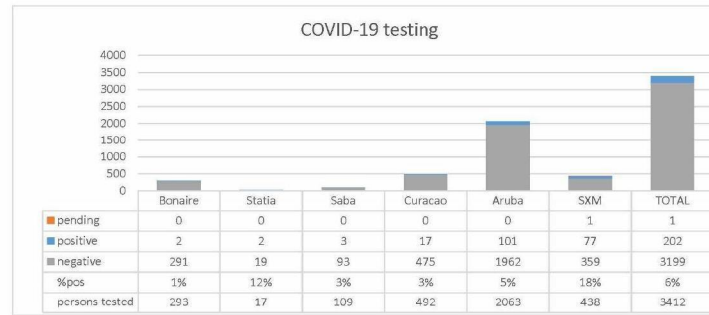 COVID-19 testing
4000
3500
3000
2500
2000
1500
1000
500
0
Bonaire Statia Saba Curacao Aruba SXM TOTAL
pending 0 0 0 0 0 1 1
positive 2 2 3 17 101 77 202
negative 291 19 93 475 1962 359 3199
%pos 1% 12% 3% 3% 5% 18% 6%
persons tested 293 17 109 492 2063 438 3412